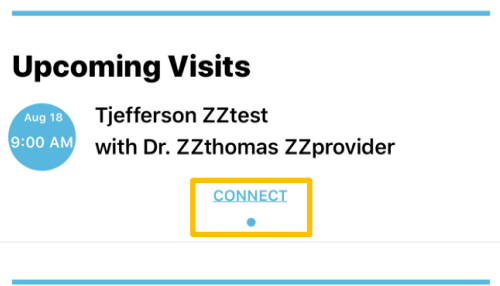 Upcoming Visits
Aug 18
9:00 AM
Tjefferson ZZtest
with Dr. ZZthomas ZZprovider
CONNECT